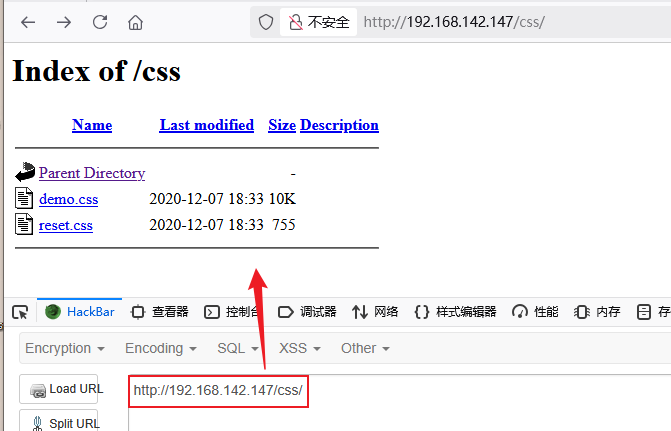 不安全 http://192.168.142.147/css/
Index of /css
Name Last modified Size Description
Parent Directory -
demo.css 2020-12-07 18:33 10K
reset.css 2020-12-07 18:33 755
HackBar 查看器 控制台 调试器 网络 样式编辑器 性能 内存 存
Encryption Encoding SQL XSS Other
Load URL http://192.168.142.147/css/
Split URL